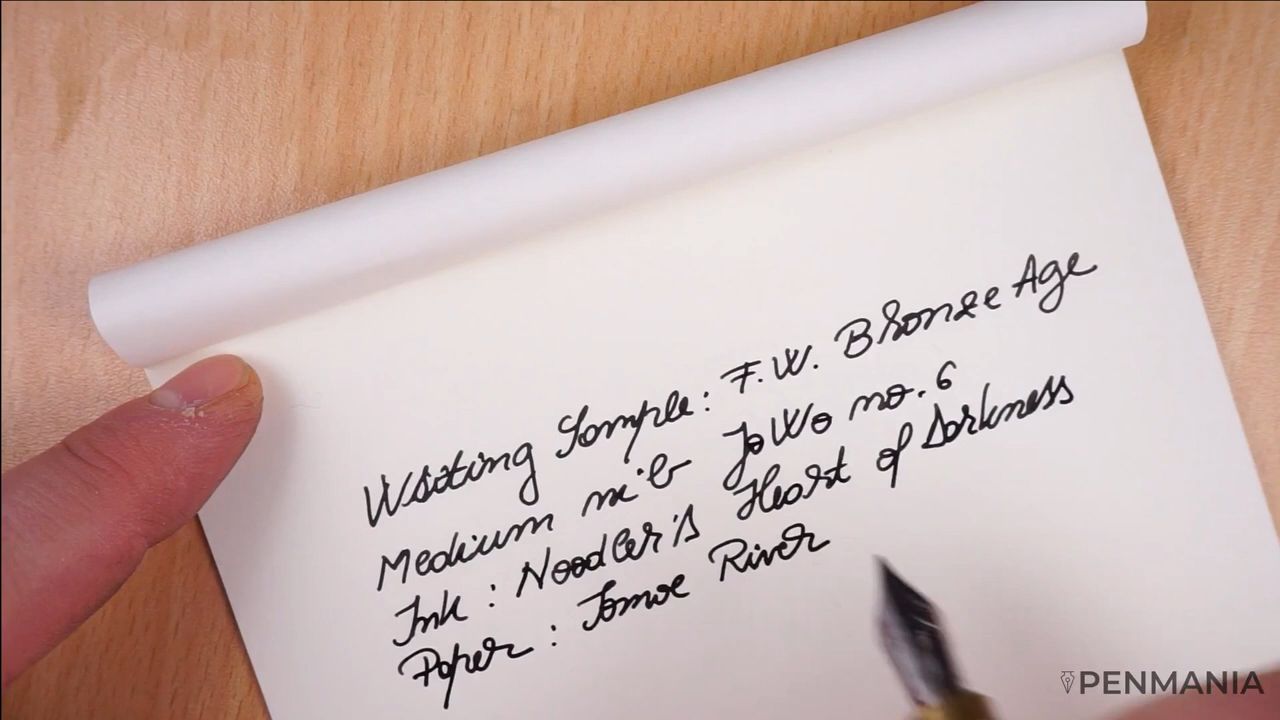 Writing Sample: F.W. Bronze Age
Medium nib JoWo no. 6
Ink: Noodler's Heart of Darkness
Paper: Tomoe River
PENMANIA